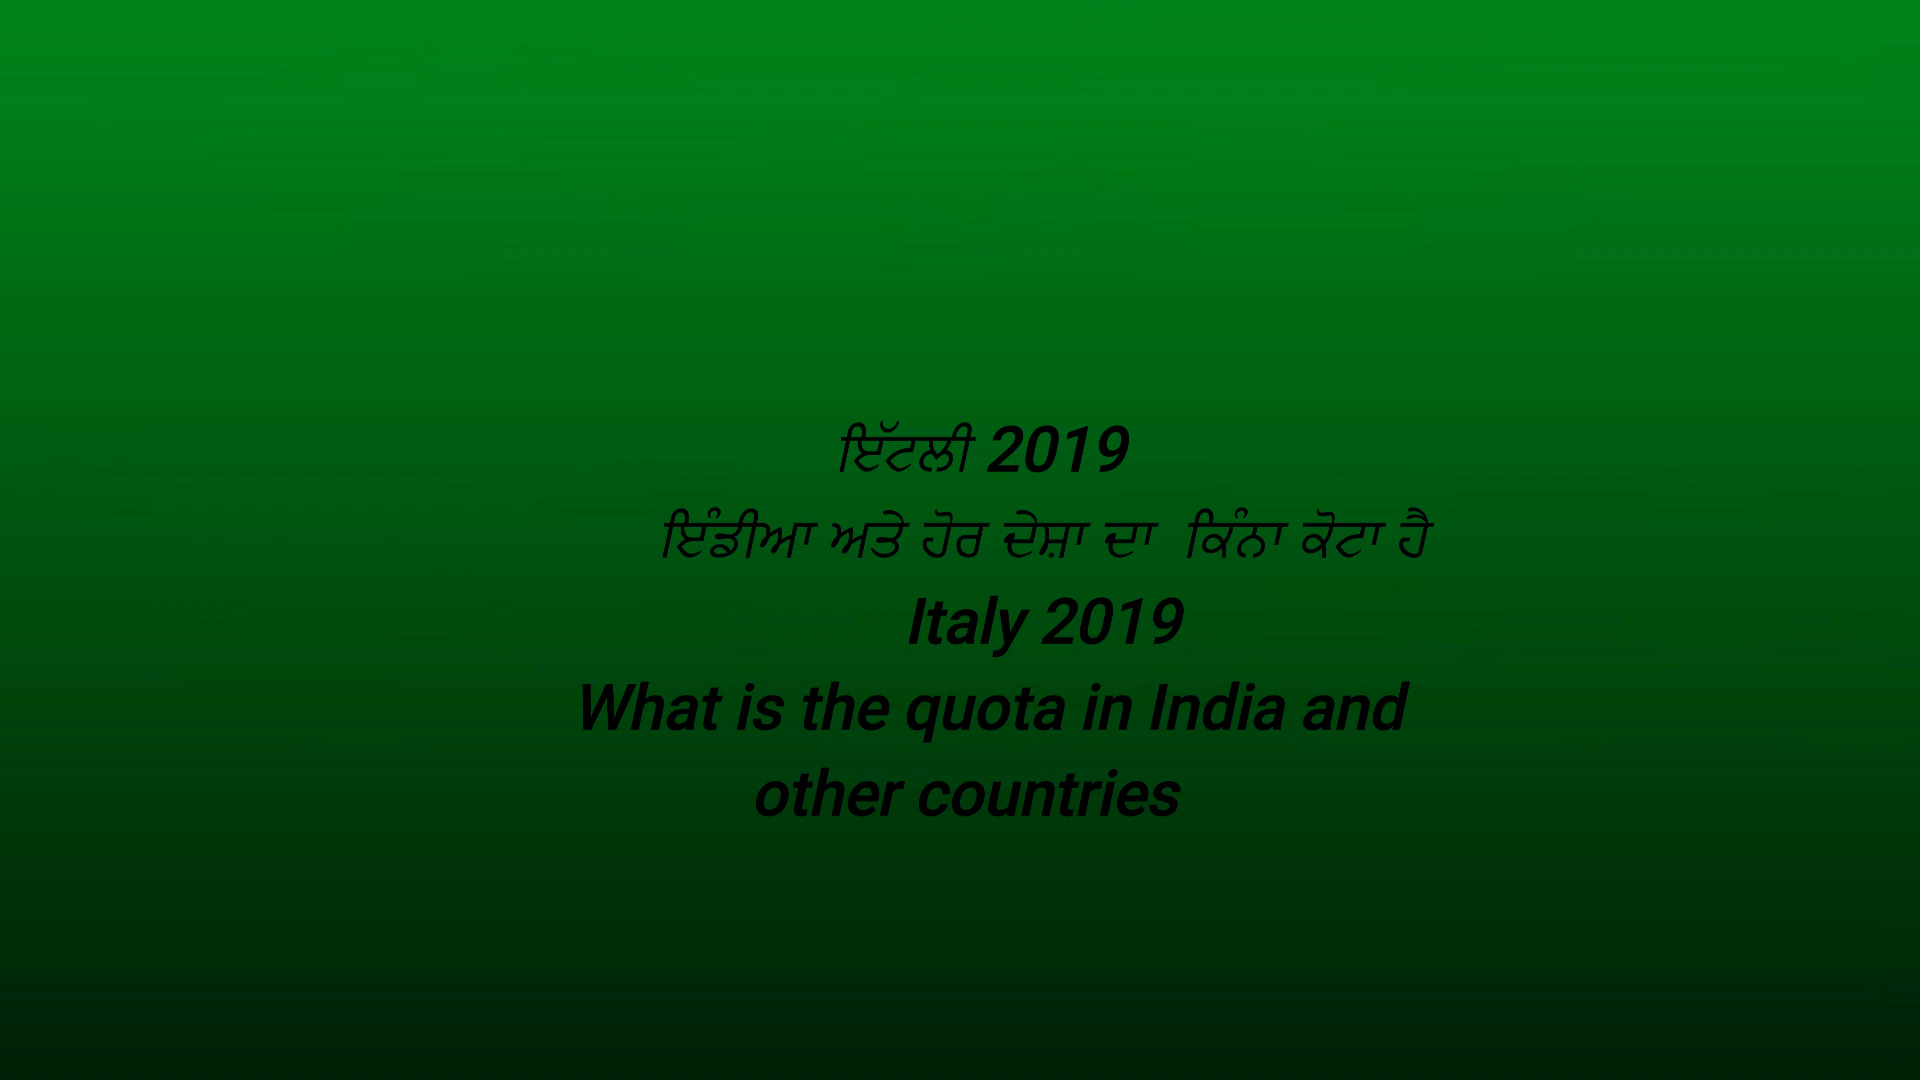 ਇੱਟਲੀ 2019
ਇੰਡੀਆ ਅਤੇ ਹੋਰ ਦੇਸ਼ਾ ਦਾ ਕਿੰਨਾ ਕੋਟਾ ਹੈ
Italy 2019
What is the quota in India and
other countries